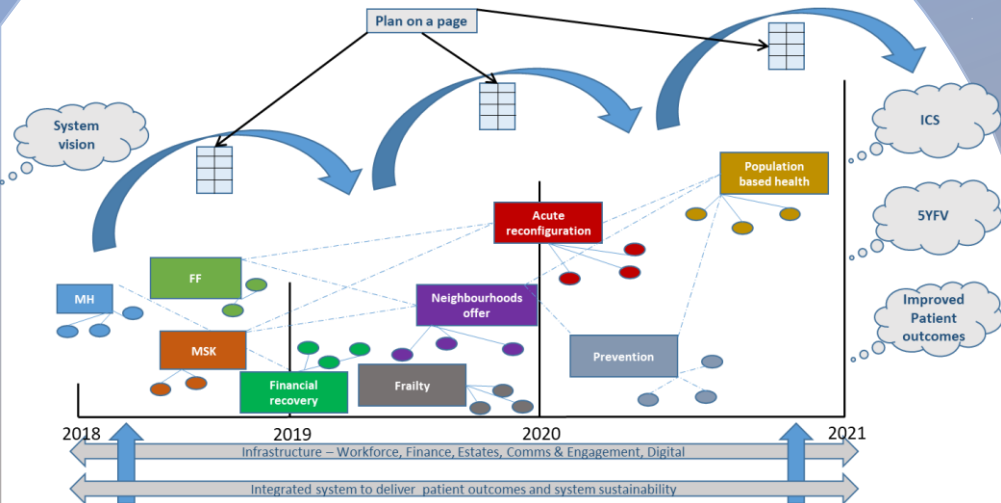 Plan on a page
System
vision
ICS
Population
based health
Acute
reconfiguration
5YFV
FF
MH
Neighbourhoods
offer
Improved
Patient
outcomes
MSK
Prevention
Financial
recovery
Frailty
2018
2019
2020
2021
Infrastructure – Workforce, Finance, Estates, Comms & Engagement, Digital
Integrated system to deliver patient outcomes and system sustainability